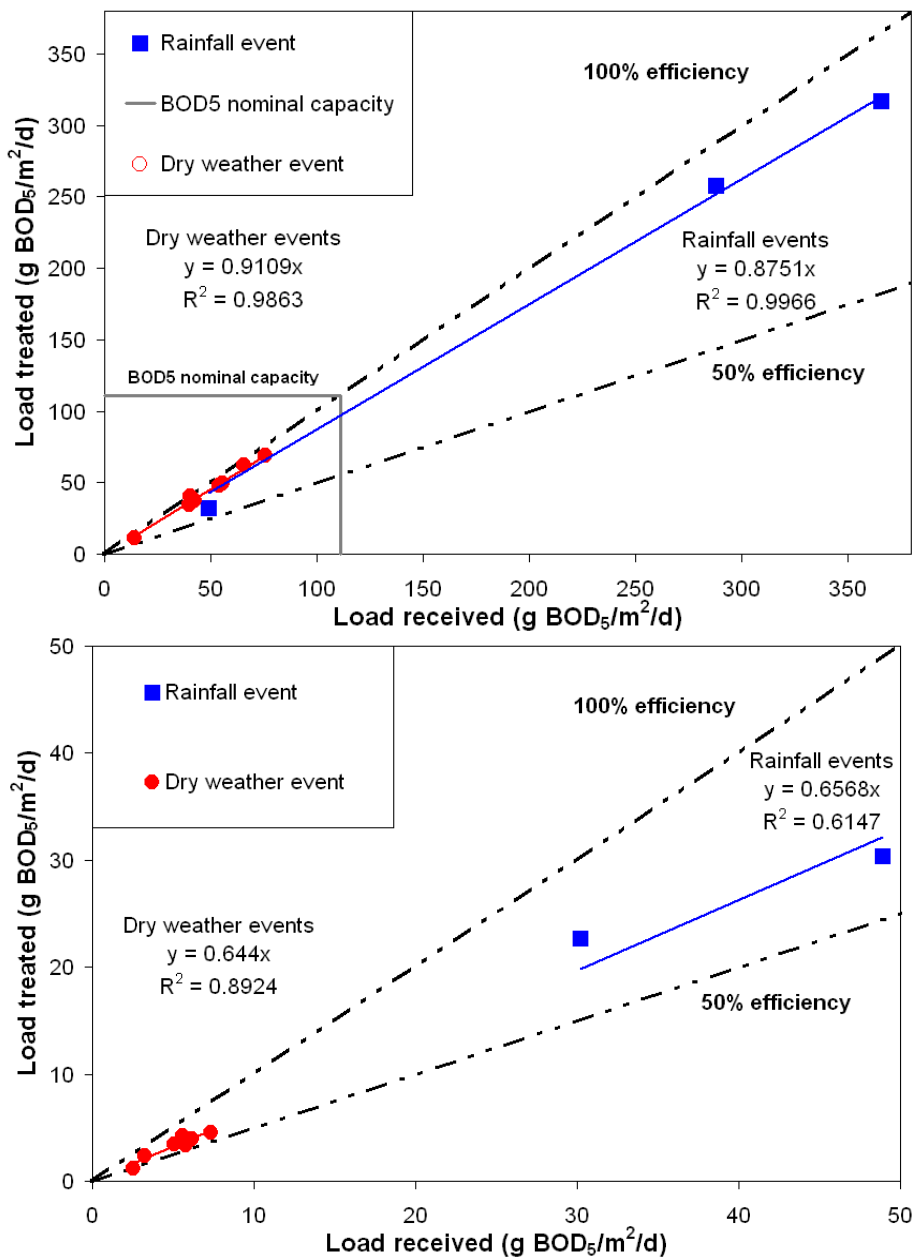 350
300
250
200
150
100
50
0
Load treated (g BOD₅/m²/d)
Rainfall event
BOD5 nominal capacity
Dry weather event
100% efficiency
Dry weather events
y = 0.9109x
R² = 0.9863
Rainfall events
y = 0.8751x
R² = 0.9966
BOD5 nominal capacity
50% efficiency
0 50 100 150 200 250 300 350
Load received (g BOD₅/m²/d)
50
40
30
20
10
0
Load treated (g BOD₅/m²/d)
Rainfall event
Dry weather event
100% efficiency
Rainfall events
y = 0.6568x
R² = 0.6147
Dry weather events
y = 0.644x
R² = 0.8924
50% efficiency
0 10 20 30 40 50
Load received (g BOD₅/m²/d)